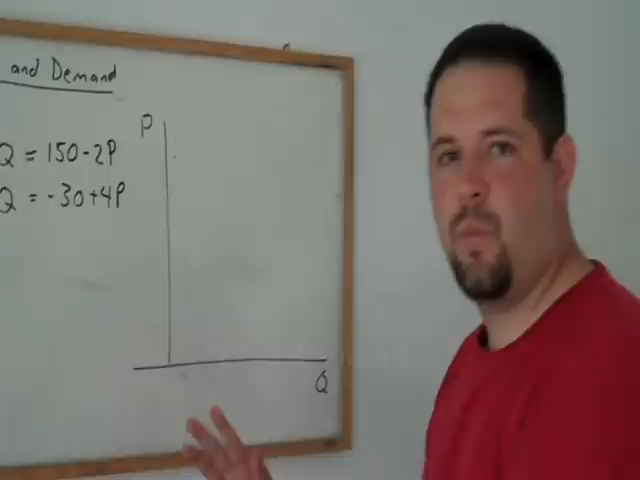 and Demand
P
Q = 150-2P
Q = -30+4P
Q